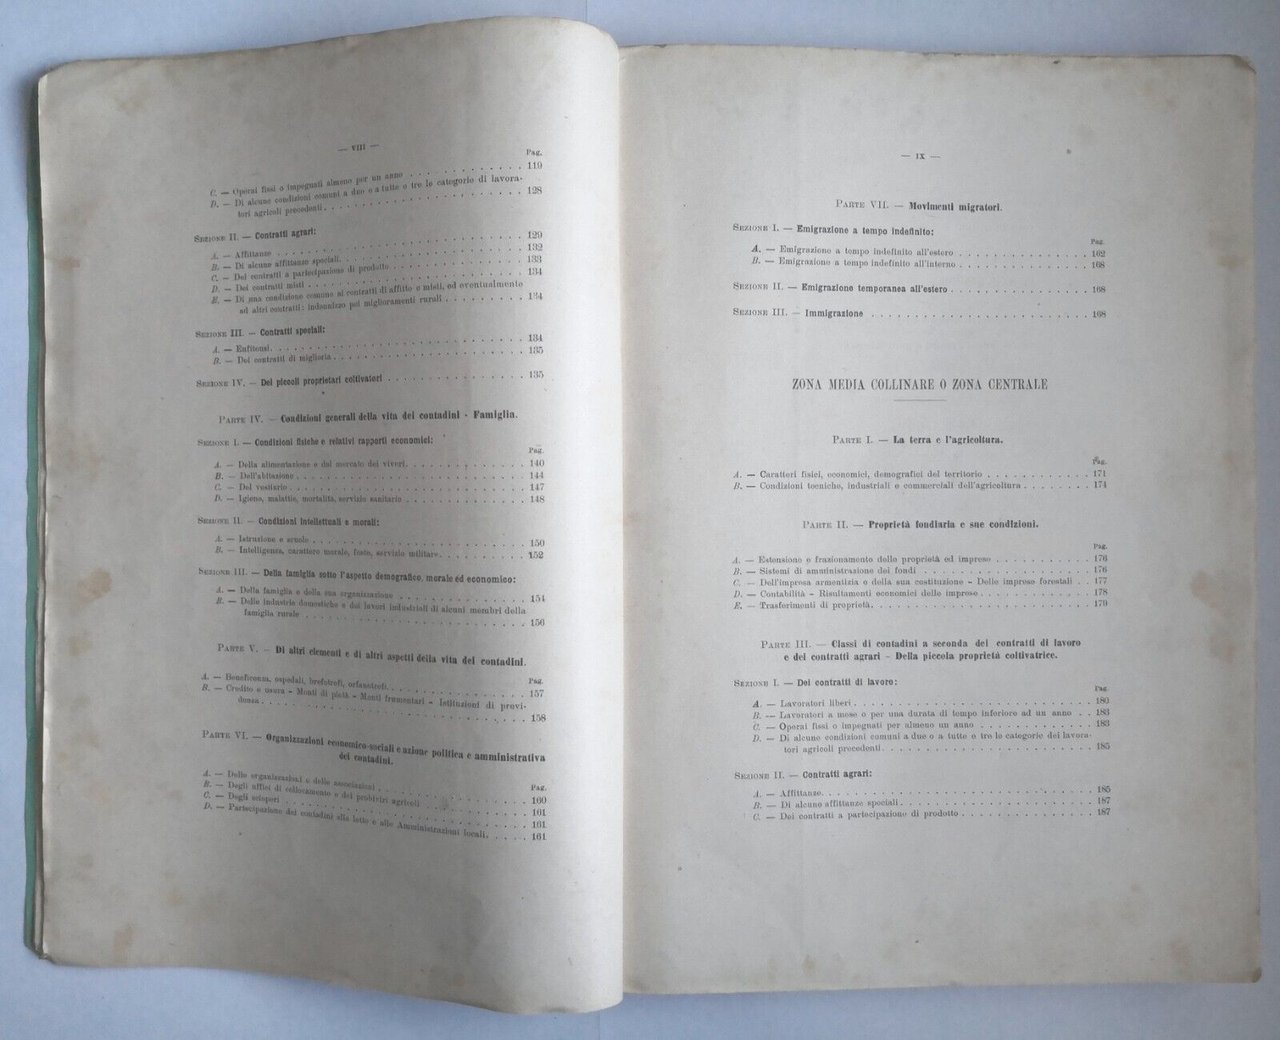 — VIII —
Pag.
C. — Operai fissi o impegnati almeno per un anno . . . . . . . . . . . 119
D. — Di alcune condizioni comuni a due o a tutte o tre le categorie di lavora-
tori agricoli precedenti . . . . . . . . . . . . . . . . . . . 128
SEZIONE II. — Contratti agrari:
A. — Affittanze . . . . . . . . . . . . . . . . . . . . . . . 129
B. — Di alcune affittanze speciali . . . . . . . . . . . . . . . . . 132
C. — Dei contratti a partecipazione di prodotto . . . . . . . . . . . . 133
D. — Dei contratti misti . . . . . . . . . . . . . . . . . . . . . 134
E. — Di una condizione comune ai contratti di affitto e misti, ed eventualmente
ad altri contratti: indennizzo pei miglioramenti rurali . . . . . . . . 134
SEZIONE III. — Contratti speciali:
A. — Enfiteusi . . . . . . . . . . . . . . . . . . . . . . . . 134
B. — Dei contratti di miglioria . . . . . . . . . . . . . . . . . . 135
SEZIONE IV. — Dei piccoli proprietari coltivatori . . . . . . . . . . . . . 135
PARTE IV. — Condizioni generali della vita dei contadini - Famiglia.
SEZIONE I. — Condizioni fisiche e relativi rapporti economici:
Pag.
A. — Della alimentazione e dal mercato dei viveri . . . . . . . . . . . 140
B. — Dell'abitazione . . . . . . . . . . . . . . . . . . . . . . 144
C. — Del vestiario . . . . . . . . . . . . . . . . . . . . . . . 147
D. — Igiene, malattie, mortalità, servizio sanitario . . . . . . . . . . . 148
SEZIONE II. — Condizioni intellettuali e morali:
A. — Istruzione e scuole . . . . . . . . . . . . . . . . . . . . . 150
B. — Intelligenza, carattere morale, feste, servizio militare . . . . . . . . 152
SEZIONE III. — Della famiglia sotto l'aspetto demografico, morale ed economico:
A. — Della famiglia e della sua organizzazione . . . . . . . . . . . . 154
B. — Delle industrie domestiche e dei lavori industriali di alcuni membri della
famiglia rurale . . . . . . . . . . . . . . . . . . . . . 156
PARTE V. — Di altri elementi e di altri aspetti della vita dei contadini.
Pag.
A. — Beneficenza, ospedali, brefotrofi, orfanotrofi . . . . . . . . . . . . 157
B. — Credito e usura - Monti di pietà - Monti frumentari - Istituzioni di previ-
denza . . . . . . . . . . . . . . . . . . . . . . . . 158
PARTE VI. — Organizzazioni economico-sociali e azione politica e amministrativa
dei contadini.
Pag.
A. — Delle organizzazioni e delle associazioni . . . . . . . . . . . . . 160
B. — Degli uffici di collocamento e dei probiviri agricoli . . . . . . . . . 161
C. — Degli scioperi . . . . . . . . . . . . . . . . . . . . . . 161
D. — Partecipazione dei contadini alle lotte e alle Amministrazioni locali . . . . 161
— IX —
PARTE VII. — Movimenti migratori.
SEZIONE I. — Emigrazione a tempo indefinito:
Pag.
A. — Emigrazione a tempo indefinito all'estero . . . . . . . . . . . . 162
B. — Emigrazione a tempo indefinito all'interno . . . . . . . . . . . . 168
SEZIONE II. — Emigrazione temporanea all'estero . . . . . . . . . . . . . 168
SEZIONE III. — Immigrazione . . . . . . . . . . . . . . . . . . . . 168
ZONA MEDIA COLLINARE O ZONA CENTRALE
PARTE I. — La terra e l'agricoltura.
Pag.
A. — Caratteri fisici, economici, demografici del territorio . . . . . . . . . 171
B. — Condizioni tecniche, industriali e commerciali dell'agricoltura . . . . . . 174
PARTE II. — Proprietà fondiaria e sue condizioni.
Pag.
A. — Estensione e frazionamento delle proprietà ed imprese . . . . . . . . 176
B. — Sistemi di amministrazione dei fondi . . . . . . . . . . . . . . 176
C. — Dell'impresa armentizia e della sua costituzione - Delle imprese forestali . . 177
D. — Contabilità - Risultamenti economici delle imprese . . . . . . . . . . 178
E. — Trasferimenti di proprietà . . . . . . . . . . . . . . . . . . 179
PARTE III. — Classi di contadini a seconda dei contratti di lavoro
e dei contratti agrari - Della piccola proprietà coltivatrice.
SEZIONE I. — Dei contratti di lavoro:
Pag.
A. — Lavoratori liberi . . . . . . . . . . . . . . . . . . . . . . 180
B. — Lavoratori a mese o per una durata di tempo inferiore ad un anno . . 183
C. — Operai fissi o impegnati per almeno un anno . . . . . . . . . . . 183
D. — Di alcune condizioni comuni a due o a tutte o tre le categorie dei lavora-
tori agricoli precedenti . . . . . . . . . . . . . . . . . . . 185
SEZIONE II. — Contratti agrari:
A. — Affittanze . . . . . . . . . . . . . . . . . . . . . . . 185
B. — Di alcune affittanze speciali . . . . . . . . . . . . . . . . . 187
C. — Dei contratti a partecipazione di prodotto . . . . . . . . . . . . 187